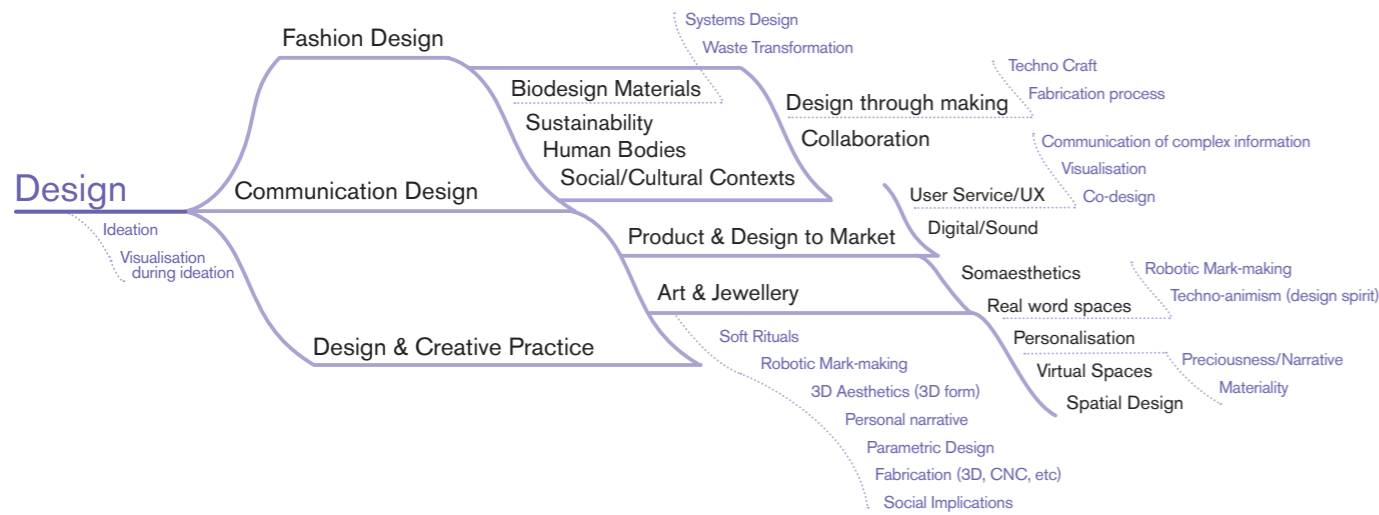 Design
Ideation
Visualisation
during ideation
Fashion Design
Communication Design
Design & Creative Practice
Systems Design
Waste Transformation
Biodesign Materials
Sustainability
Human Bodies
Social/Cultural Contexts
Product & Design to Market
Art & Jewellery
Soft Rituals
Robotic Mark-making
3D Aesthetics (3D form)
Personal narrative
Parametric Design
Fabrication (3D, CNC, etc)
Social Implications
Techno Craft
Fabrication process
Design through making
Collaboration
Communication of complex information
Visualisation
Co-design
User Service/UX
Digital/Sound
Somaesthetics
Real word spaces
Robotic Mark-making
Techno-animism (design spirit)
Personalisation
Virtual Spaces
Spatial Design
Preciousness/Narrative
Materiality